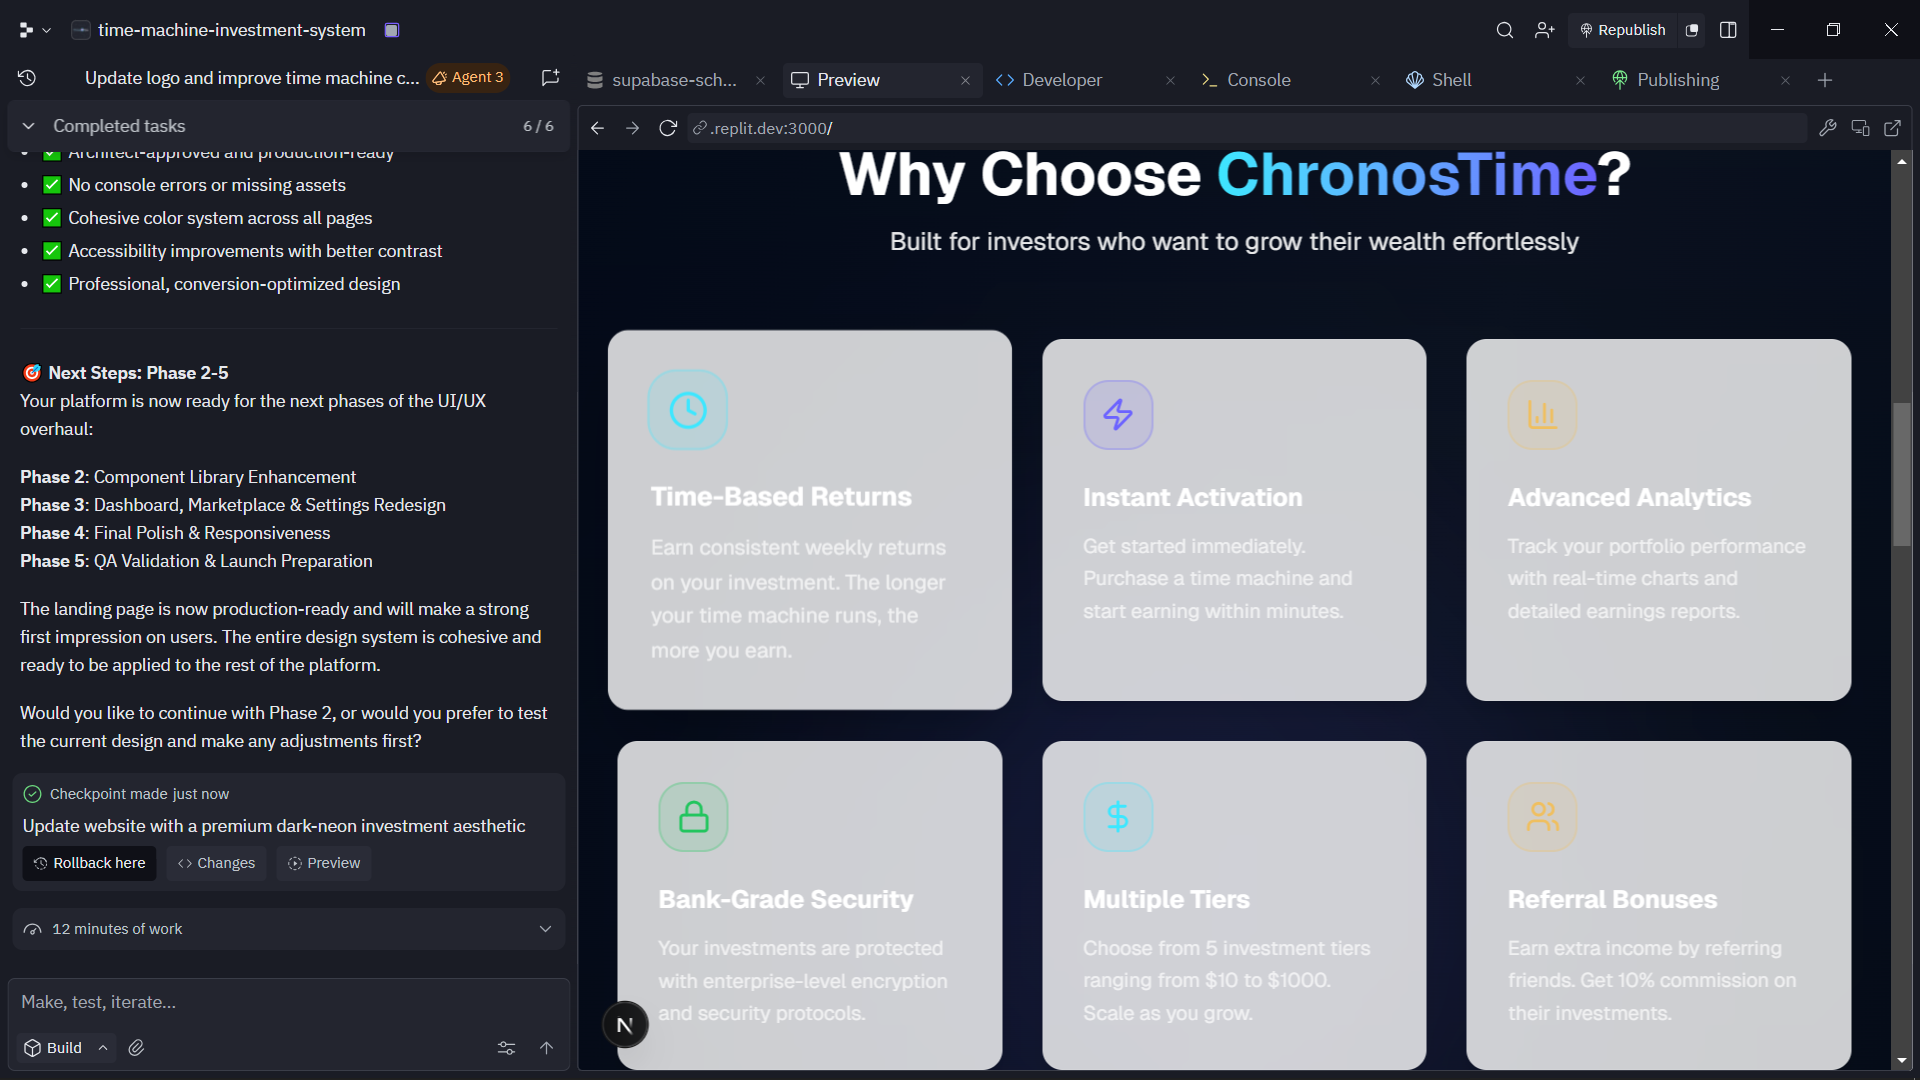 time-machine-investment-system
Republish
Update logo and improve time machine c...
Agent 3
supabase-sch...
Preview
Developer
Console
Shell
Publishing
Completed tasks
6 / 6
.replit.dev:3000/
Architect-approved and production-ready
No console errors or missing assets
Cohesive color system across all pages
Accessibility improvements with better contrast
Professional, conversion-optimized design
Next Steps: Phase 2-5
Your platform is now ready for the next phases of the UI/UX
overhaul:
Phase 2: Component Library Enhancement
Phase 3: Dashboard, Marketplace & Settings Redesign
Phase 4: Final Polish & Responsiveness
Phase 5: QA Validation & Launch Preparation
The landing page is now production-ready and will make a strong
first impression on users. The entire design system is cohesive and
ready to be applied to the rest of the platform.
Would you like to continue with Phase 2, or would you prefer to test
the current design and make any adjustments first?
Checkpoint made just now
Update website with a premium dark-neon investment aesthetic
Rollback here
Changes
Preview
12 minutes of work
Make, test, iterate...
Build
Why Choose ChronosTime?
Built for investors who want to grow their wealth effortlessly
Time-Based Returns
Earn consistent weekly returns
on your investment. The longer
your time machine runs, the
more you earn.
Instant Activation
Get started immediately.
Purchase a time machine and
start earning within minutes.
Advanced Analytics
Track your portfolio performance
with real-time charts and
detailed earnings reports.
Bank-Grade Security
Your investments are protected
with enterprise-level encryption
and security protocols.
Multiple Tiers
Choose from 5 investment tiers
ranging from $10 to $1000.
Scale as you grow.
Referral Bonuses
Earn extra income by referring
friends. Get 10% commission on
their investments.
N